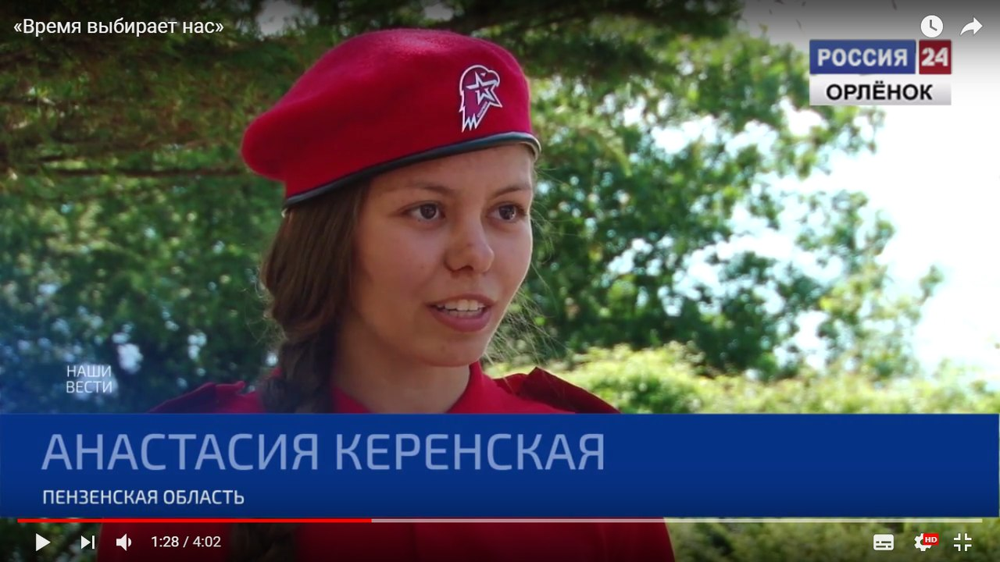 «Время выбирает нас»
РОССИЯ 24
ОРЛЁНОК
НАШИ
ВЕСТИ
АНАСТАСИЯ КЕРЕНСКАЯ
ПЕНЗЕНСКАЯ ОБЛАСТЬ
1:28 / 4:02
HD